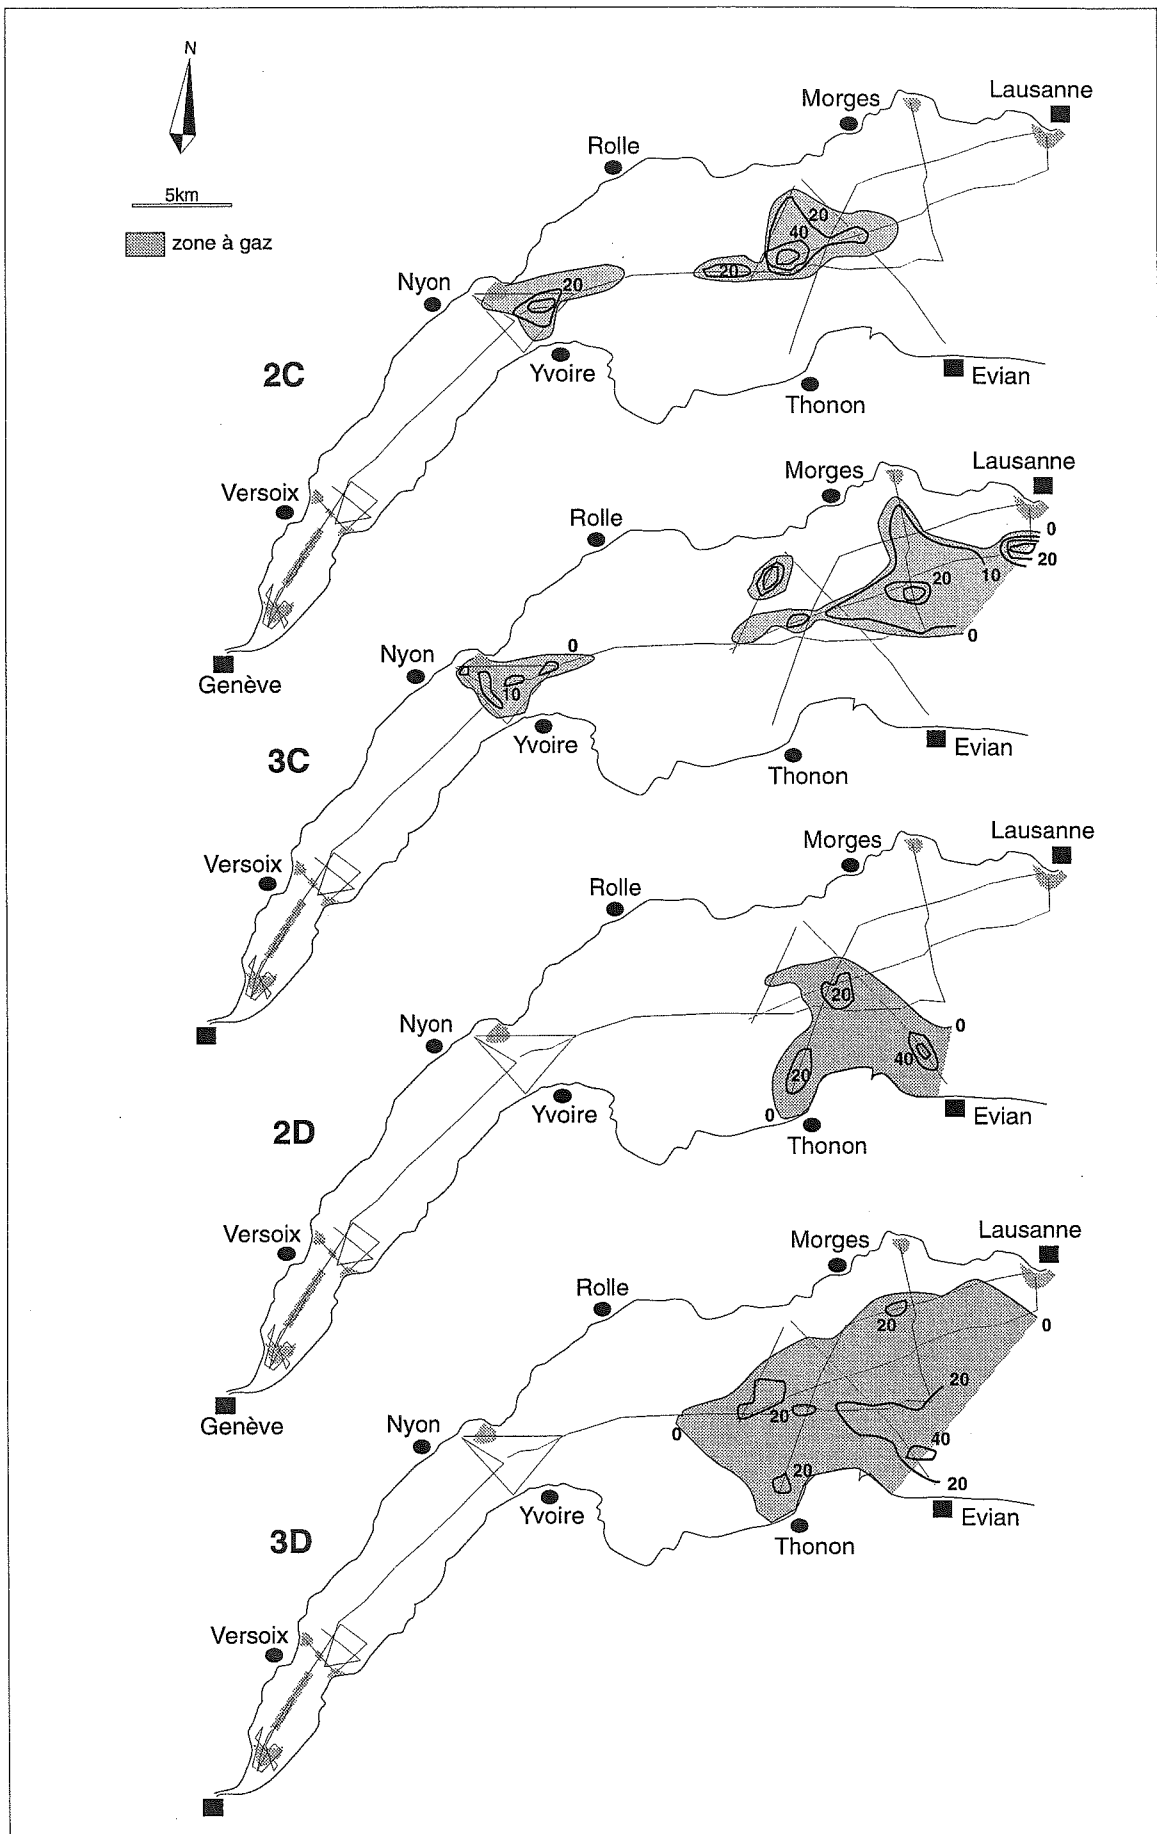 N
5km
zone à gaz
Lausanne
Morges
Rolle
20
40
20
Nyon
20
2C
Yvoire
Evian
Thonon
Versoix
Genève
Lausanne
Morges
Rolle
0
20
10
20
0
0
Nyon
10
3C
Yvoire
Evian
Thonon
Versoix
Lausanne
Morges
Rolle
20
0
Nyon
40
20
0
Yvoire
Evian
2D
Thonon
Versoix
Genève
Lausanne
Morges
Rolle
20
0
20
20
Nyon
0
40
20
20
Yvoire
Evian
3D
Thonon
Versoix